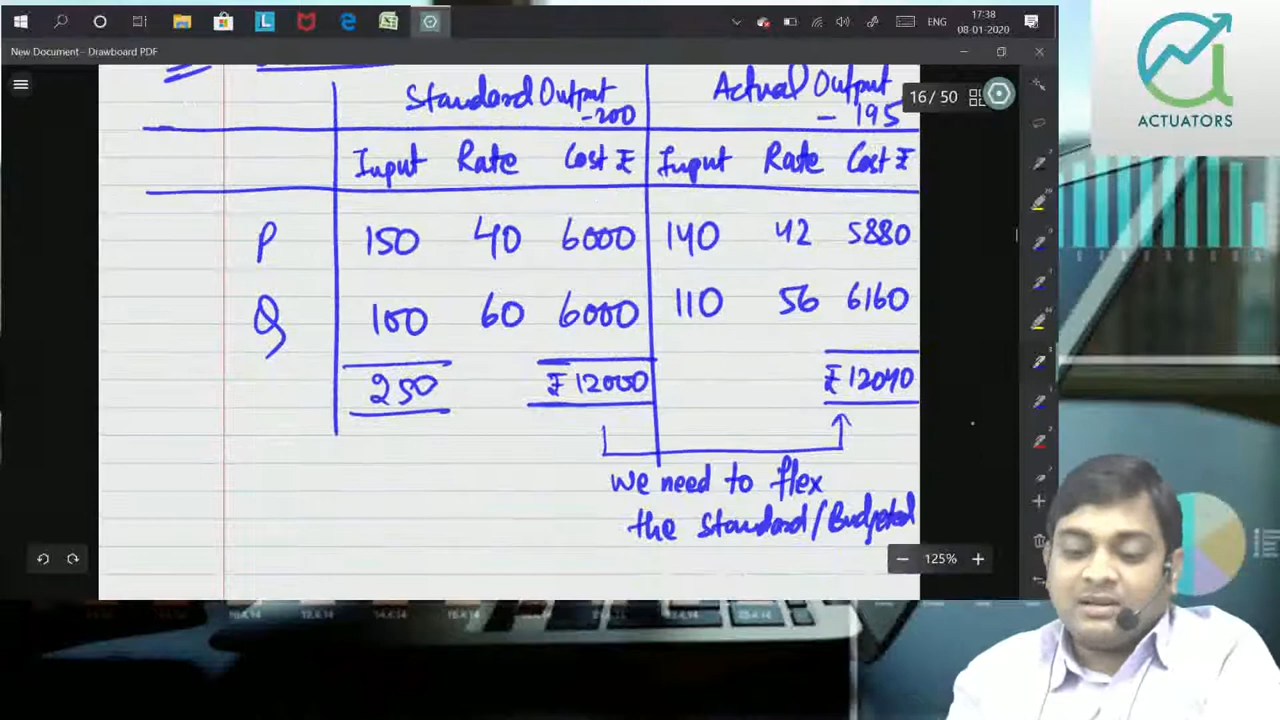 ENG
17:38
08-01-2020
New Document - Drawboard PDF
ACTUATORS
16 / 50
Standard Output
-200
Actual Output
- 195
Input Rate Cost ₹ Input Rate Cost ₹
P 150 40 6000 140 42 5880
Q 100 60 6000 110 56 6160
250 ₹ 12000 ₹ 12040
we need to flex
the standard/Budgeted
125%